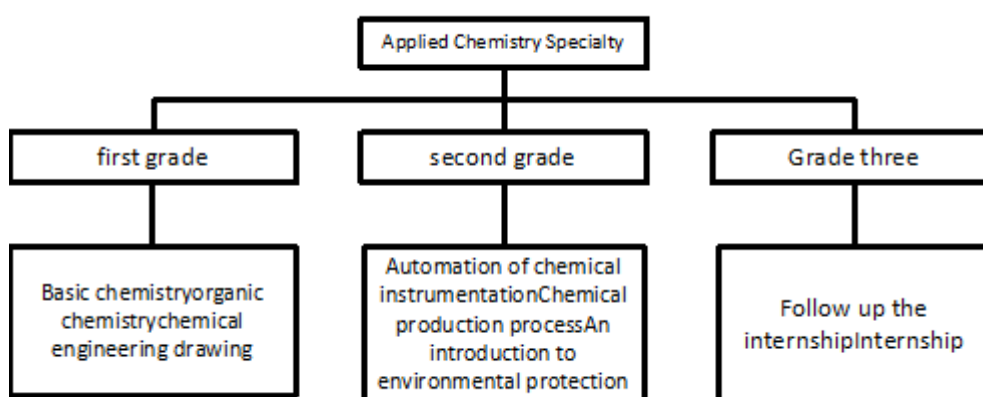 Applied Chemistry Specialty
first grade
second grade
Grade three
Basic chemistryorganic
chemistrychemical
engineering drawing
Automation of chemical
instrumentationChemical
production processAn
introduction to
environmental protection
Follow up the
internshipInternship